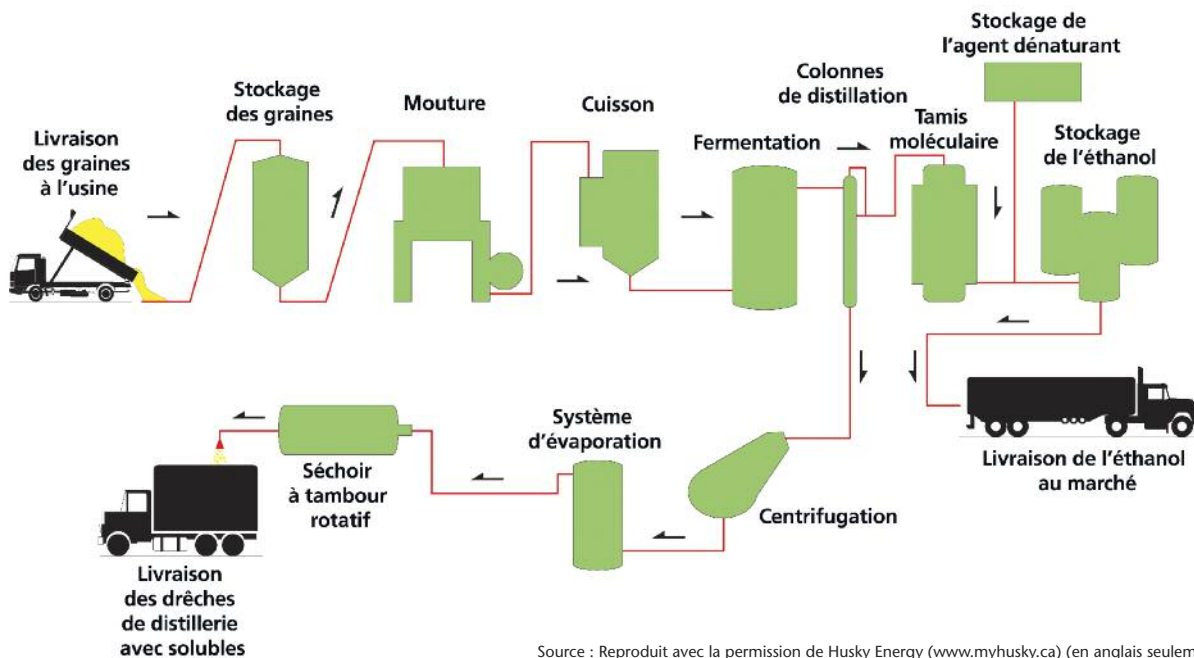 Livraison
des graines
à l'usine
Stockage
des graines
Mouture
Cuisson
Fermentation
Colonnes
de distillation
Tamis
moléculaire
Stockage de
l'agent dénaturant
Stockage
de l'éthanol
Livraison de l'éthanol
au marché
Centrifugation
Système
d'évaporation
Séchoir
à tambour
rotatif
Livraison
des drêches
de distillerie
avec solubles
Source : Reproduit avec la permission de Husky Energy (www.myhusky.ca) (en anglais seulem